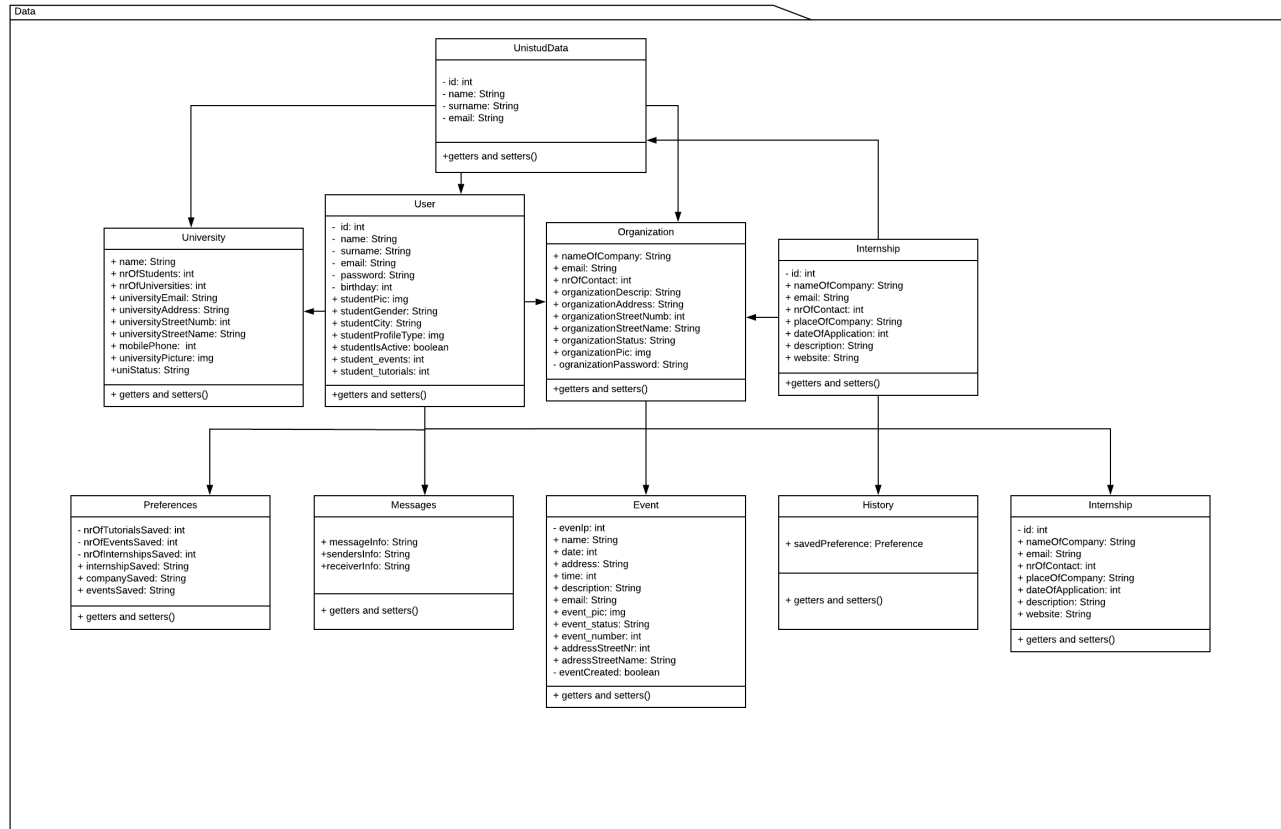 Data
UnistudData
- id: int
- name: String
- surname: String
- email: String
+getters and setters()
University
+ name: String
+ nrOfStudents: int
+ nrOfUniversities: int
+ universityEmail: String
+ universityAddress: String
+ universityStreetNumb: int
+ universityStreetName: String
+ mobilePhone:  int
+ universityPicture: img
+uniStatus: String
+ getters and setters()
User
-  id: int
-  name: String
-  surname: String
-  email: String
-  password: String
-  birthday: int
+ studentPic: img
+ studentGender: String
+ studentCity: String
+ studentProfileType: img
+ studentIsActive: boolean
+ student_events: int
+ student_tutorials: int
+getters and setters()
Organization
+ nameOfCompany: String
+ email: String
+ nrOfContact: int
+ organizationDescrip: String
+ organizationAddress: String
+ organizationStreetNumb: int
+ organizationStreetName: String
+ organizationStatus: String
+ organizationPic: img
- ogranizationPassword: String
+getters and setters()
Internship
- id: int
+ nameOfCompany: String
+ email: String
+ nrOfContact: int
+ placeOfCompany: String
+ dateOfApplication: int
+ description: String
+ website: String
+getters and setters()
Preferences
- nrOfTutorialsSaved: int
- nrOfEventsSaved: int
- nrOfInternshipsSaved: int
+ internshipSaved: String
+ companySaved: String
+ eventsSaved: String
+ getters and setters()
Messages
+ messageInfo: String
+sendersInfo: String
+receiverInfo: String
+ getters and setters()
Event
- evenIp: int
+ name: String
+ date: int
+ address: String
+ time: int
+ description: String
+ email: String
+ event_pic: img
+ event_status: String
+ event_number: int
+ addressStreetNr: int
+ adressStreetName: String
- eventCreated: boolean
+ getters and setters()
History
+ savedPreference: Preference
+ getters and setters()
Internship
- id: int
+ nameOfCompany: String
+ email: String
+ nrOfContact: int
+ placeOfCompany: String
+ dateOfApplication: int
+ description: String
+ website: String
+ getters and setters()